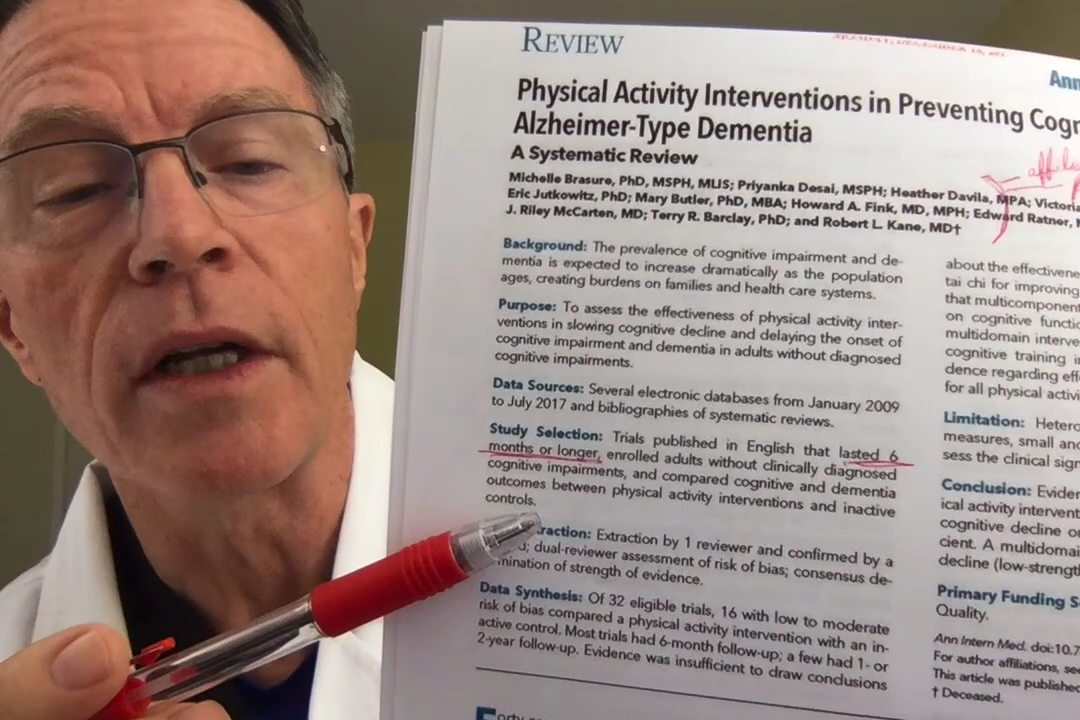 REVIEW
Ann
Physical Activity Interventions in Preventing Cogn
Alzheimer-Type Dementia
A Systematic Review
Michelle Brasure, PhD, MSPH, MLIS; Priyanka Desai, MSPH; Heather Davila, MPA; Victoria
Eric Jutkowitz, PhD; Mary Butler, PhD, MBA; Howard A. Fink, MD, MPH; Edward Ratner,
J. Riley McCarten, MD; Terry R. Barclay, PhD; and Robert L. Kane, MD†
Background: The prevalence of cognitive impairment and de-
mentia is expected to increase dramatically as the population
ages, creating burdens on families and health care systems.
Purpose: To assess the effectiveness of physical activity inter-
ventions in slowing cognitive decline and delaying the onset of
cognitive impairment and dementia in adults without diagnosed
cognitive impairments.
Data Sources: Several electronic databases from January 2009
to July 2017 and bibliographies of systematic reviews.
Study Selection: Trials published in English that lasted 6
months or longer, enrolled adults without clinically diagnosed
cognitive impairments, and compared cognitive and dementia
outcomes between physical activity interventions and inactive
controls.
raction: Extraction by 1 reviewer and confirmed by a
; dual-reviewer assessment of risk of bias; consensus de-
mination of strength of evidence.
Data Synthesis: Of 32 eligible trials, 16 with low to moderate
risk of bias compared a physical activity intervention with an in-
active control. Most trials had 6-month follow-up; a few had 1- or
2-year follow-up. Evidence was insufficient to draw conclusions
about the effectivene
tai chi for improving
that multicomponent
on cognitive functio
multidomain interve
cognitive training in
dence regarding eff
for all physical activi
Limitation: Hetero
measures, small and
sess the clinical sign
Conclusion: Eviden
ical activity intervent
cognitive decline o
cient. A multidomai
decline (low-strength
Primary Funding S
Quality.
Ann Intern Med. doi:10.7
For author affiliations, se
This article was published
† Deceased.